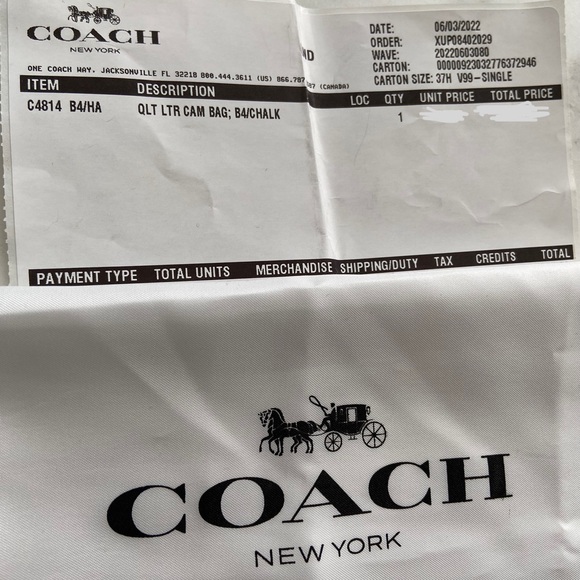 COACH
NEW YORK
ND
DATE: 06/03/2022
ORDER: XUP08402029
WAVE: 20220603080
CARTON: 00000923032776372946
CARTON SIZE: 37H V99-SINGLE
ONE COACH WAY, JACKSONVILLE FL 32218 800.444.3611 (US) 866.787 (CANADA)
ITEM DESCRIPTION LOC QTY UNIT PRICE TOTAL PRICE
C4814 B4/HA QLT LTR CAM BAG; B4/CHALK 1
PAYMENT TYPE TOTAL UNITS MERCHANDISE SHIPPING/DUTY TAX CREDITS TOTAL
COACH
NEW YORK